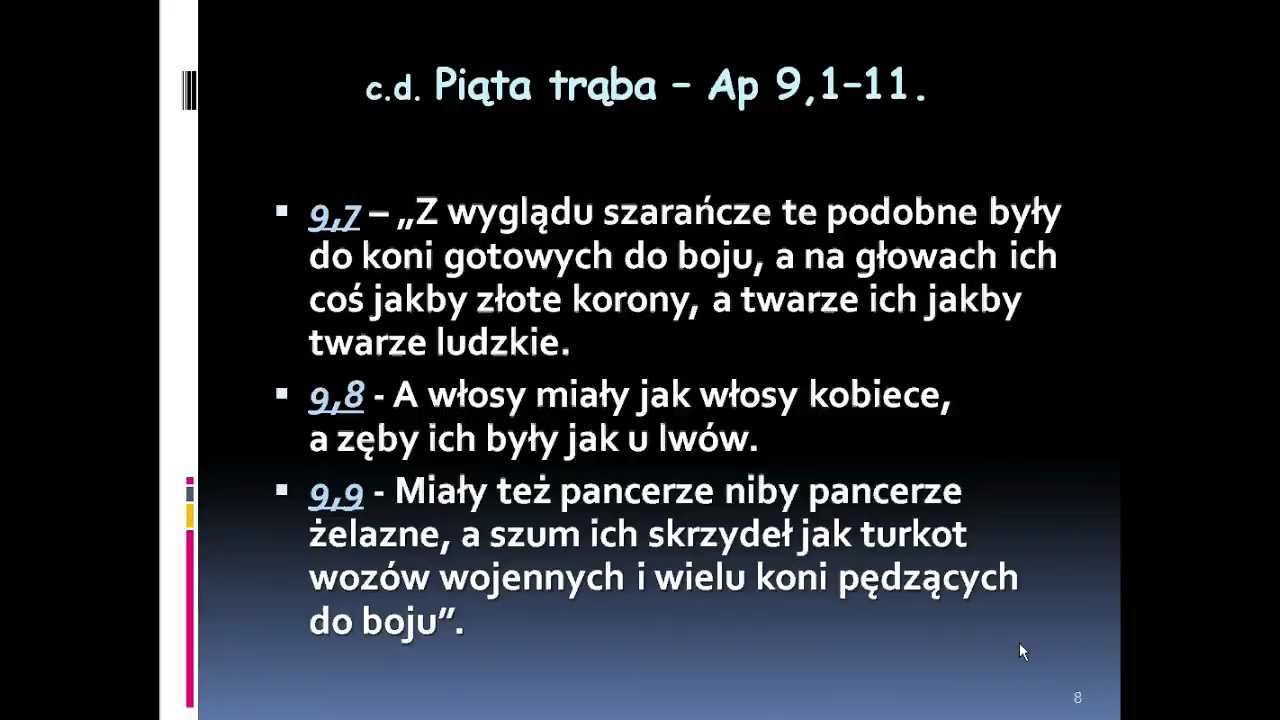 c.d. Piąta trąba – Ap 9,1–11.
▪ 9,7 – „Z wyglądu szarańcze te podobne były
do koni gotowych do boju, a na głowach ich
coś jakby złote korony, a twarze ich jakby
twarze ludzkie.
▪ 9,8 - A włosy miały jak włosy kobiece,
a zęby ich były jak u lwów.
▪ 9,9 - Miały też pancerze niby pancerze
żelazne, a szum ich skrzydeł jak turkot
wozów wojennych i wielu koni pędzących
do boju”.
8